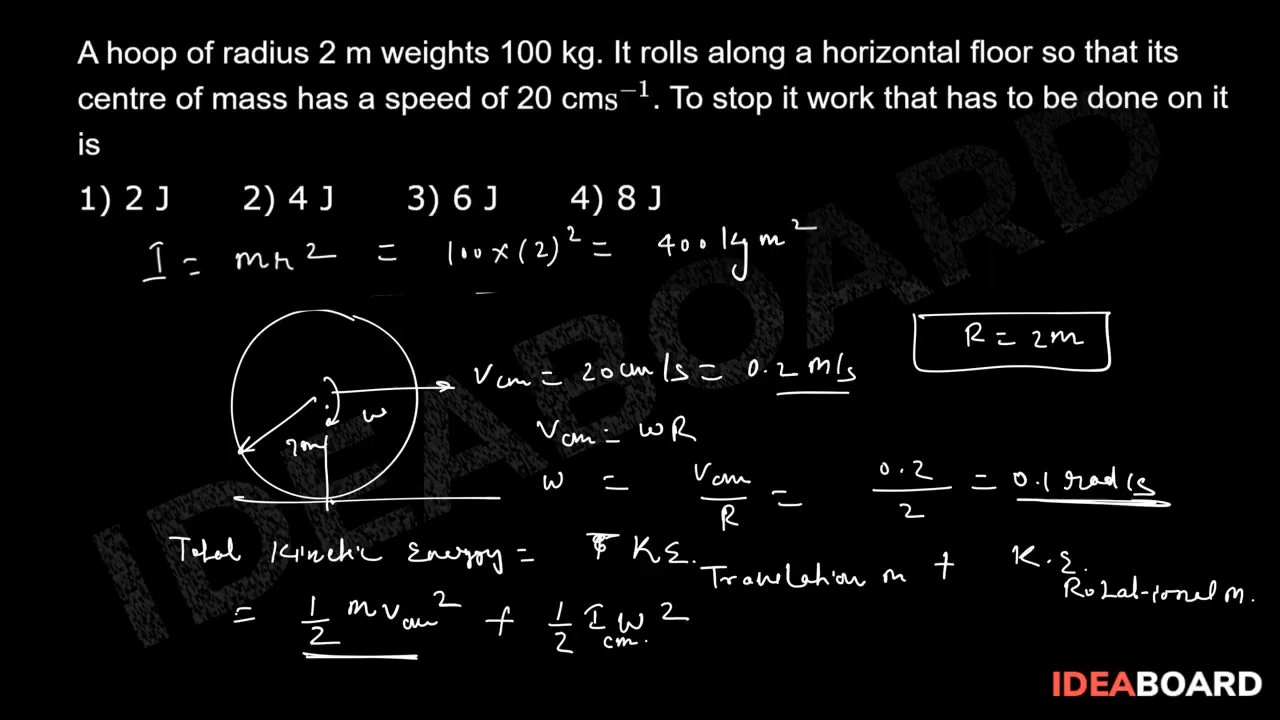 A hoop of radius 2 m weights 100 kg. It rolls along a horizontal floor so that its
centre of mass has a speed of 20 cms⁻¹. To stop it work that has to be done on it
is
1) 2 J 2) 4 J 3) 6 J 4) 8 J
I = mr² = 100 × (2)² = 400 kg m²
R = 2m
Vcm = 20 cm/s = 0.2 m/s
ω
2m
Vcm = ωR
ω = Vcm/R = 0.2/2 = 0.1 rad/s
Total Kinetic Energy = K.E. Translation m + K.E. Rotational m.
= 1/2 m vcm² + 1/2 Icm. ω²
IDEABOARD
IDEABOARD